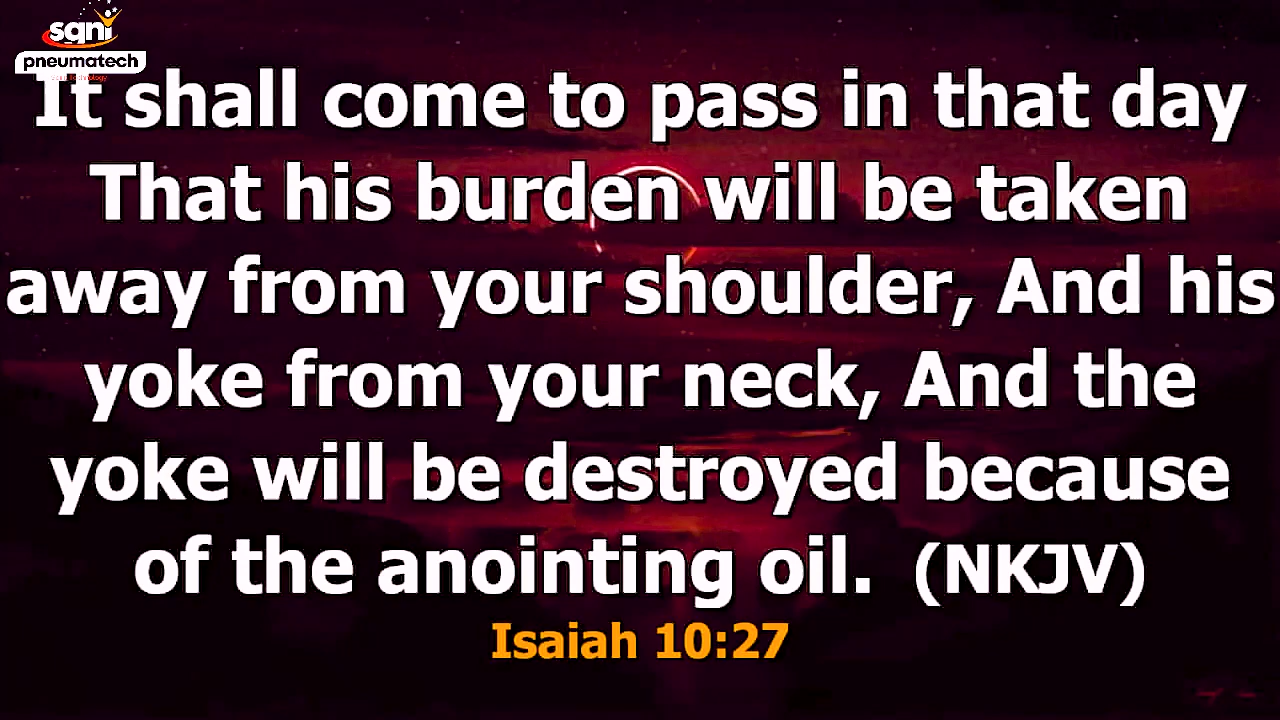 sgni
pneumatech
It shall come to pass in that day
That his burden will be taken
away from your shoulder, And his
yoke from your neck, And the
yoke will be destroyed because
of the anointing oil. (NKJV)
Isaiah 10:27